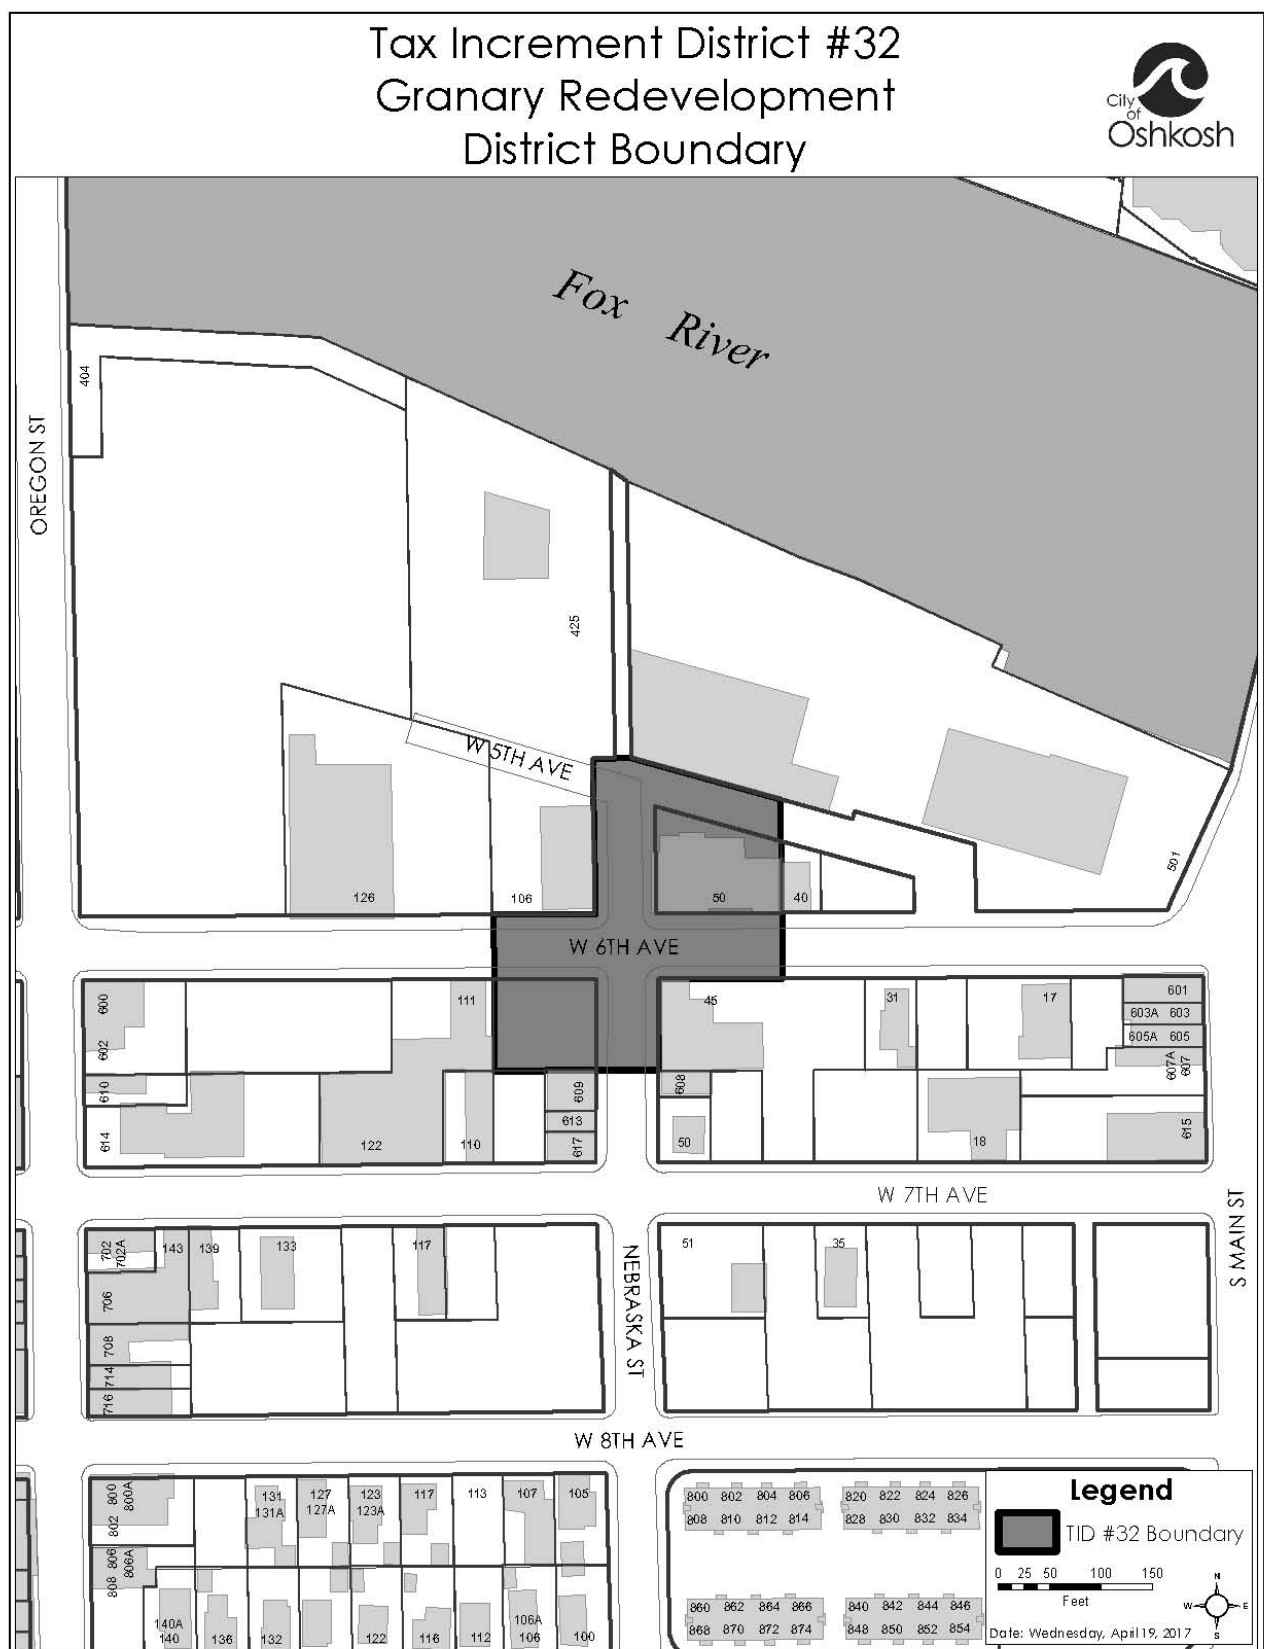 Tax Increment District #32
Granary Redevelopment
District Boundary
City
of
Oshkosh
Fox River
404
OREGON ST
425
W 5TH AVE
501
126
106
50
40
W 6TH AVE
600
602
111
45
31
17
601
603A 603
605A 605
607A
607
610
614
122
110
609
613
617
608
50
18
615
W 7TH AVE
S MAIN ST
702
702A
143
139
133
117
51
35
706
708
714
716
NEBRASKA ST
W 8TH AVE
800
800A
802
131
131A
127
127A
123
123A
117
113
107
105
806
806A
808
140A
140
136
132
122
116
112
106A
106
100
800 802 804 806
808 810 812 814
820 822 824 826
828 830 832 834
860 862 864 866
868 870 872 874
840 842 844 846
848 850 852 854
Legend
TID #32 Boundary
0 25 50 100 150
Feet
N
W E
S
Date: Wednesday, April 19, 2017